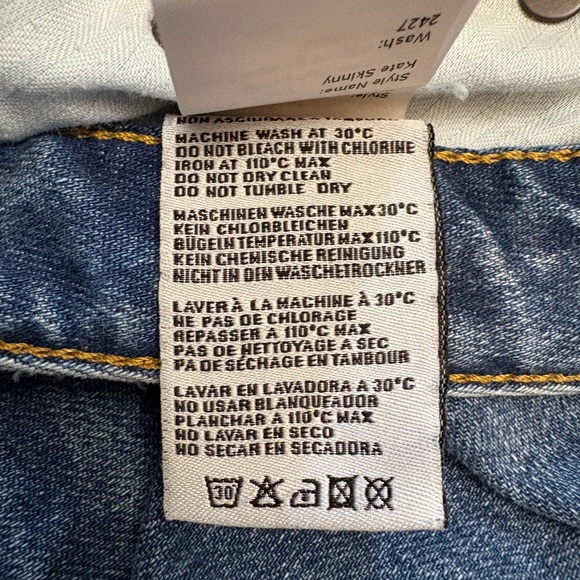 2427
Wash:
Kate Skinny
Style Name:
Style:
MACHINE WASH AT 30°C
DO NOT BLEACH WITH CHLORINE
IRON AT 110°C MAX
DO NOT DRY CLEAN
DO NOT TUMBLE DRY
MASCHINEN WASCHE MAX 30°C
KEIN CHLORBLEICHEN
BÜGELN TEMPERATUR MAX 110°C
KEIN CHEMISCHE REINIGUNG
NICHT IN DEN WASCHETROCKNER
LAVER À LA MACHINE À 30°C
NE PAS DE CHLORAGE
REPASSER A 110°C MAX
PAS DE NETTOYAGE A SEC
PA DE SÉCHAGE EN TAMBOUR
LAVAR EN LAVADORA A 30°C
NO USAR BLANQUEADOR
PLANCHAR A 110°C MAX
NO LAVAR EN SECO
NO SECAR EN SECADORA
30